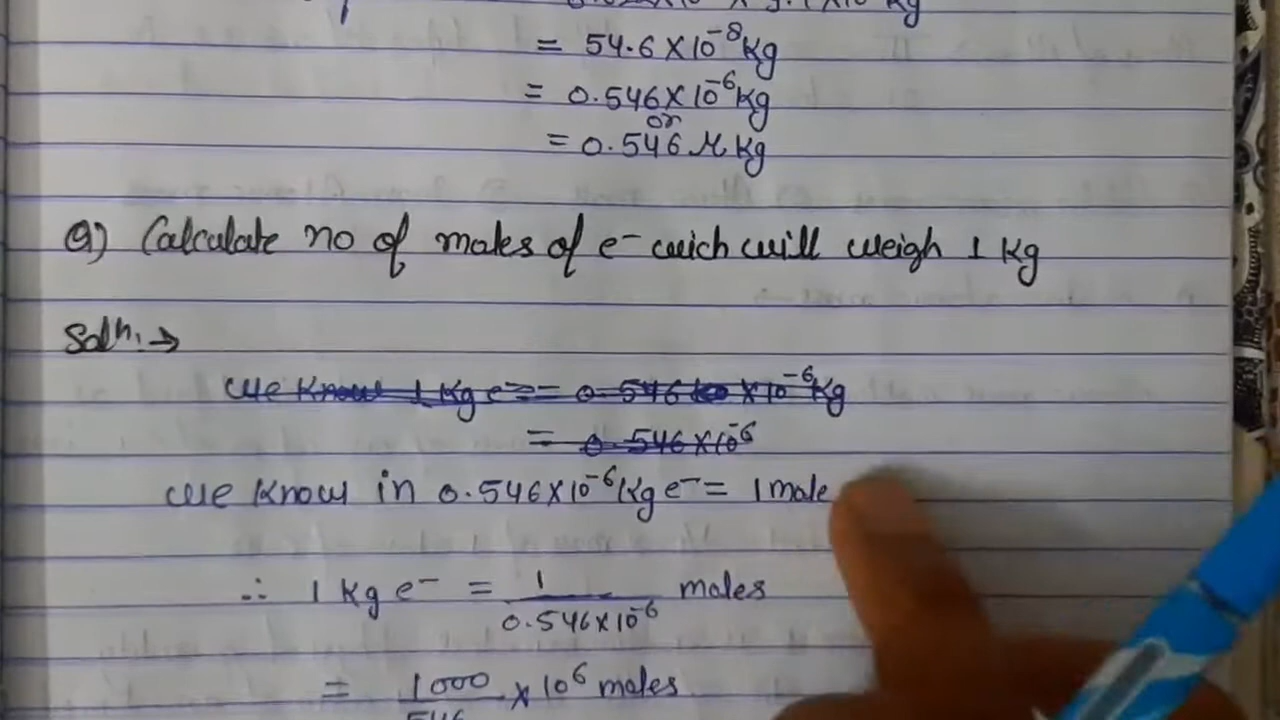 = 54.6 × 10⁻⁸ Kg
= 0.546 × 10⁻⁶ Kg
or
= 0.546 μ Kg
Q) Calculate no of moles of e⁻ wich will weigh 1 Kg
Solⁿ. →
We Know 1 Kg e⁻ = 0.546 × 10⁻⁶ Kg
= 0.546 × 10⁻⁶
We Know in 0.546 × 10⁻⁶ Kg e⁻ = 1 mole
∴ 1 Kg e⁻ = 1 / 0.546 × 10⁻⁶ moles
= 1000 / 546 × 10⁶ moles